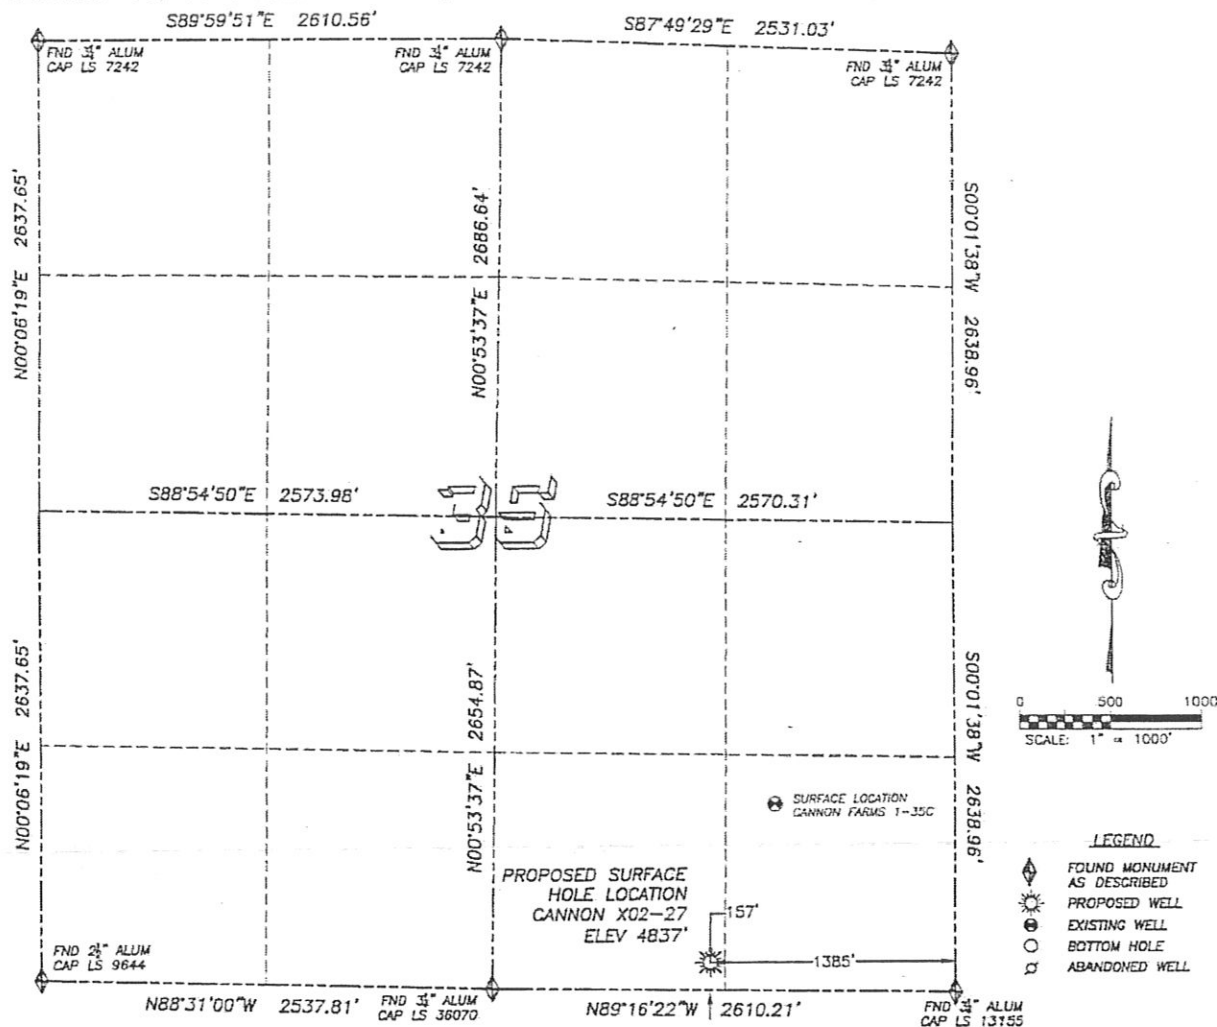 S89°59'51"E 2610.56'
S87°49'29"E 2531.03'
FND 3¼" ALUM
CAP LS 7242
FND 3¼" ALUM
CAP LS 7242
FND 3¼" ALUM
CAP LS 7242
N00°06'19"E 2637.65'
N00°53'37"E 2686.64'
S00°01'38"W 2638.96'
S88°54'50"E 2573.98'
35
S88°54'50"E 2570.31'
N00°06'19"E 2637.65'
N00°53'37"E 2654.87'
S00°01'38"W 2638.96'
0 500 1000
SCALE: 1" = 1000'
SURFACE LOCATION
CANNON FARMS 1-35C
PROPOSED SURFACE
HOLE LOCATION
CANNON X02-27
ELEV 4837'
157'
1385'
LEGEND
FOUND MONUMENT
AS DESCRIBED
PROPOSED WELL
EXISTING WELL
BOTTOM HOLE
ABANDONED WELL
FND 2½" ALUM
CAP LS 9644
N88°31'00"W 2537.81'
FND 3¼" ALUM
CAP LS 36070
N89°16'22"W 2610.21'
FND 3¼" ALUM
CAP LS 13155